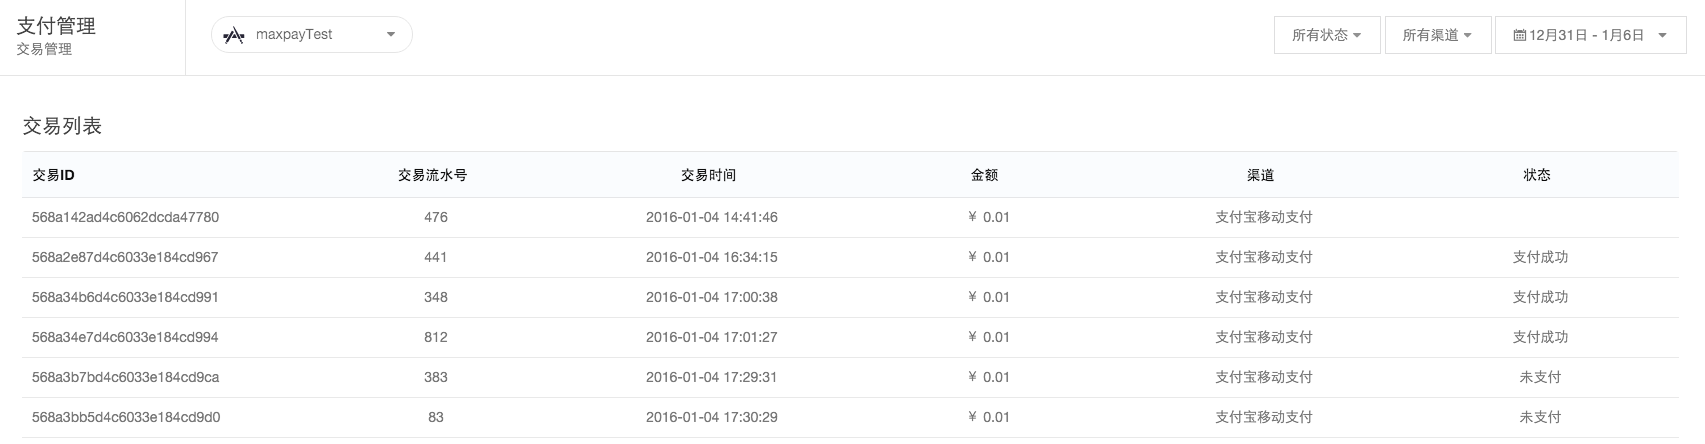 支付管理
交易管理
maxpayTest
所有状态 所有渠道 12月31日 - 1月6日
交易列表
交易ID 交易流水号 交易时间 金额 渠道 状态
568a142ad4c6062dcda47780 476 2016-01-04 14:41:46 ¥ 0.01 支付宝移动支付
568a2e87d4c6033e184cd967 441 2016-01-04 16:34:15 ¥ 0.01 支付宝移动支付 支付成功
568a34b6d4c6033e184cd991 348 2016-01-04 17:00:38 ¥ 0.01 支付宝移动支付 支付成功
568a34e7d4c6033e184cd994 812 2016-01-04 17:01:27 ¥ 0.01 支付宝移动支付 支付成功
568a3b7bd4c6033e184cd9ca 383 2016-01-04 17:29:31 ¥ 0.01 支付宝移动支付 未支付
568a3bb5d4c6033e184cd9d0 83 2016-01-04 17:30:29 ¥ 0.01 支付宝移动支付 未支付